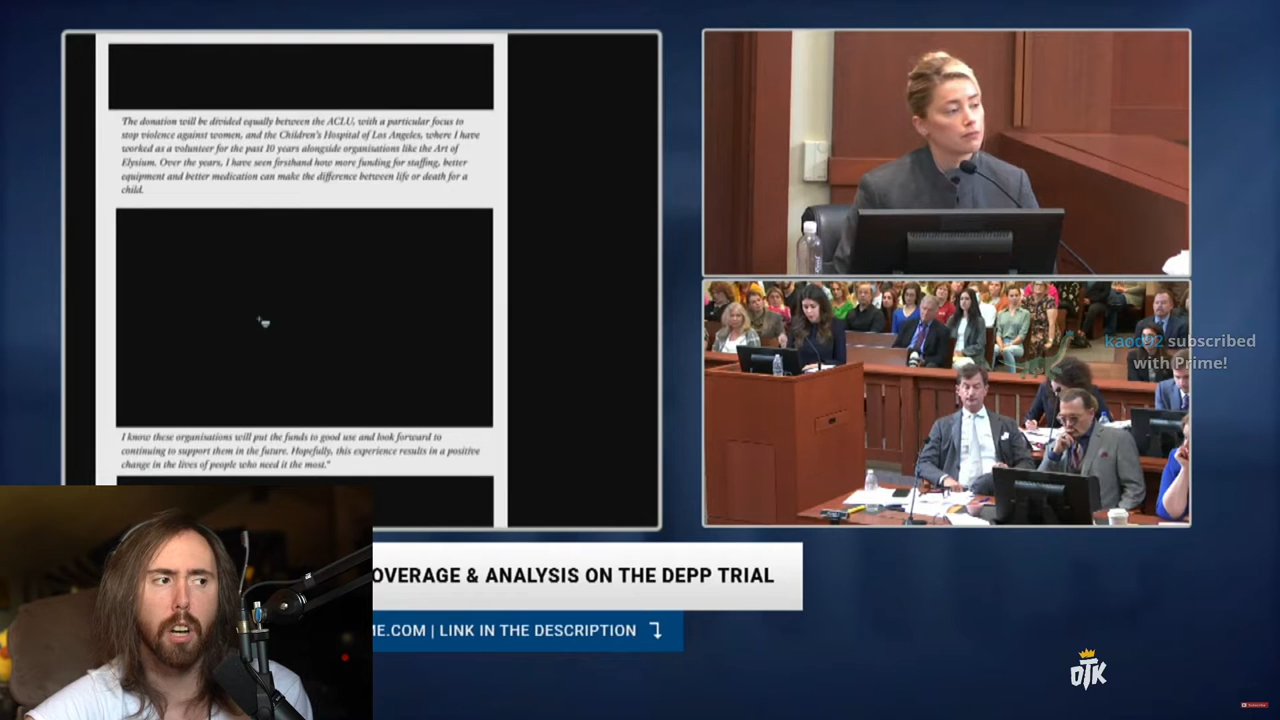 'The donation will be divided equally between the ACLU, with a particular focus to
stop violence against women, and the Children's Hospital of Los Angeles, where I have
worked as a volunteer for the past 10 years alongside organisations like the Art of
Elysium. Over the years, I have seen firsthand how more funding for staffing, better
equipment and better medication can make the difference between life or death for a
child.
I know these organisations will put the funds to good use and look forward to
continuing to support them in the future. Hopefully, this experience results in a positive
change in the lives of people who need it the most."
kaoo92 subscribed
with Prime!
OVERAGE & ANALYSIS ON THE DEPP TRIAL
ME.COM | LINK IN THE DESCRIPTION
DTK